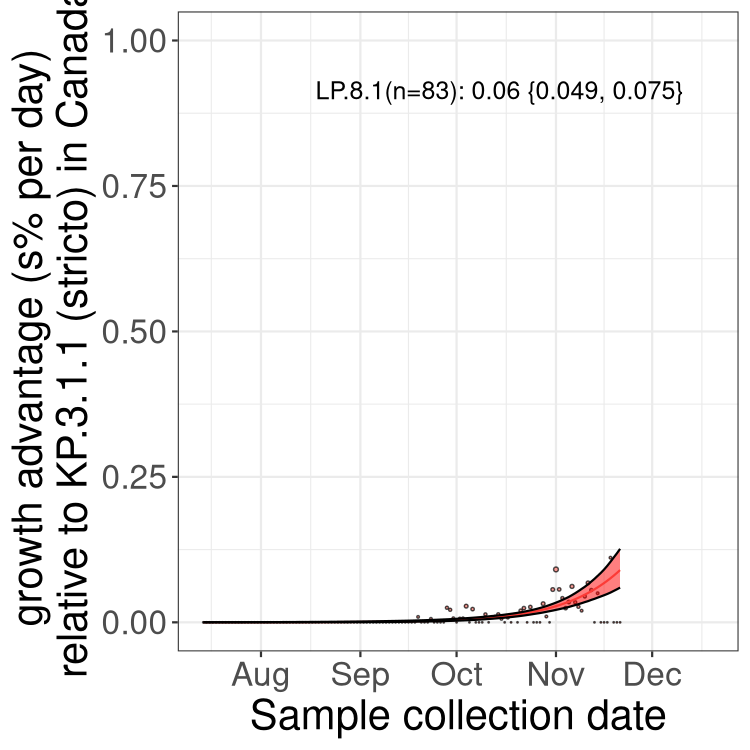 growth advantage (s% per day)
relative to KP.3.1.1 (stricto) in Canada
1.00
0.75
0.50
0.25
0.00
LP.8.1(n=83): 0.06 {0.049, 0.075}
Aug Sep Oct Nov Dec
Sample collection date